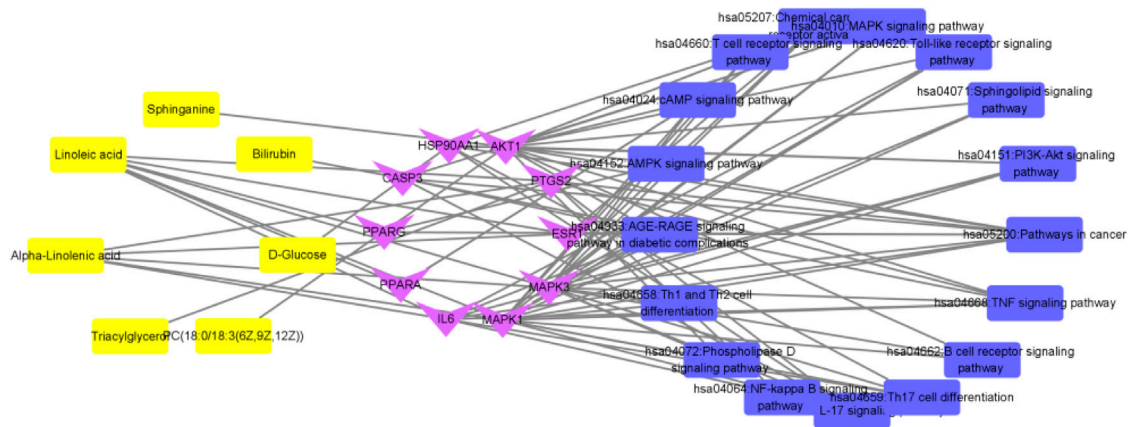 hsa05207:Chemical car
r eptor activa
hsa04010:MAPK signaling pathway
hsa04660:T cell receptor signaling
pathway
hsa04620:Toll-like receptor signaling
pathway
hsa04024:cAMP signaling pathway
hsa04071:Sphingolipid signaling
pathway
Sphinganine
HSP90AA1
AKT1
Linoleic acid
Bilirubin
hsa04152:AMPK signaling pathway
hsa04151:PI3K-Akt signaling
pathway
CASP3
PTGS2
PPARG
ESR1
hsa04933:AGE-RAGE signaling
pathway in diabetic complications
hsa05200:Pathways in cancer
Alpha-Linolenic acid
D-Glucose
PPARA
MAPK3
hsa04658:Th1 and Th2 cell
differentiation
hsa04668:TNF signaling pathway
IL6
MAPK1
Triacylglycerol
PC(18:0/18:3(6Z,9Z,12Z))
hsa04072:Phospholipase D
signaling pathway
hsa04662:B cell receptor signaling
pathway
hsa04064:NF-kappa B signaling
pathway
hsa04659:Th17 cell differentiation
L-17 signali